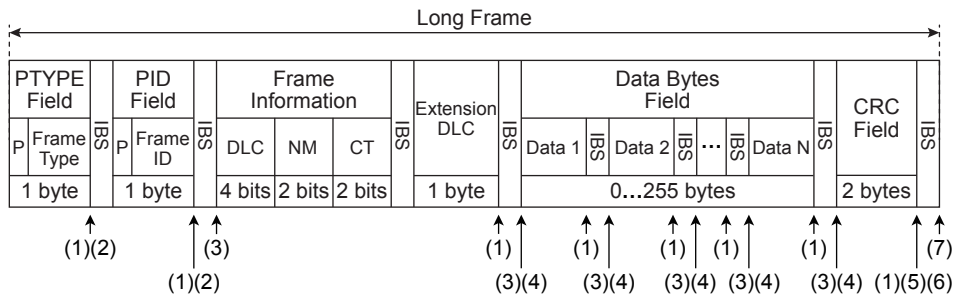 Long Frame
PTYPE Field
IBS
PID Field
IBS
Frame Information
IBS
Extension DLC
IBS
Data Bytes Field
IBS
CRC Field
IBS
P
Frame Type
P
Frame ID
DLC
NM
CT
Data 1
IBS
Data 2
IBS
...
IBS
Data N
1 byte
1 byte
4 bits
2 bits
2 bits
1 byte
0...255 bytes
2 bytes
(1)(2)
(3)
(1)
(1)
(1)
(1)
(1)
(7)
(1)(2)
(3)(4)
(3)(4)
(3)(4)
(3)(4)
(3)(4)
(1)(5)(6)